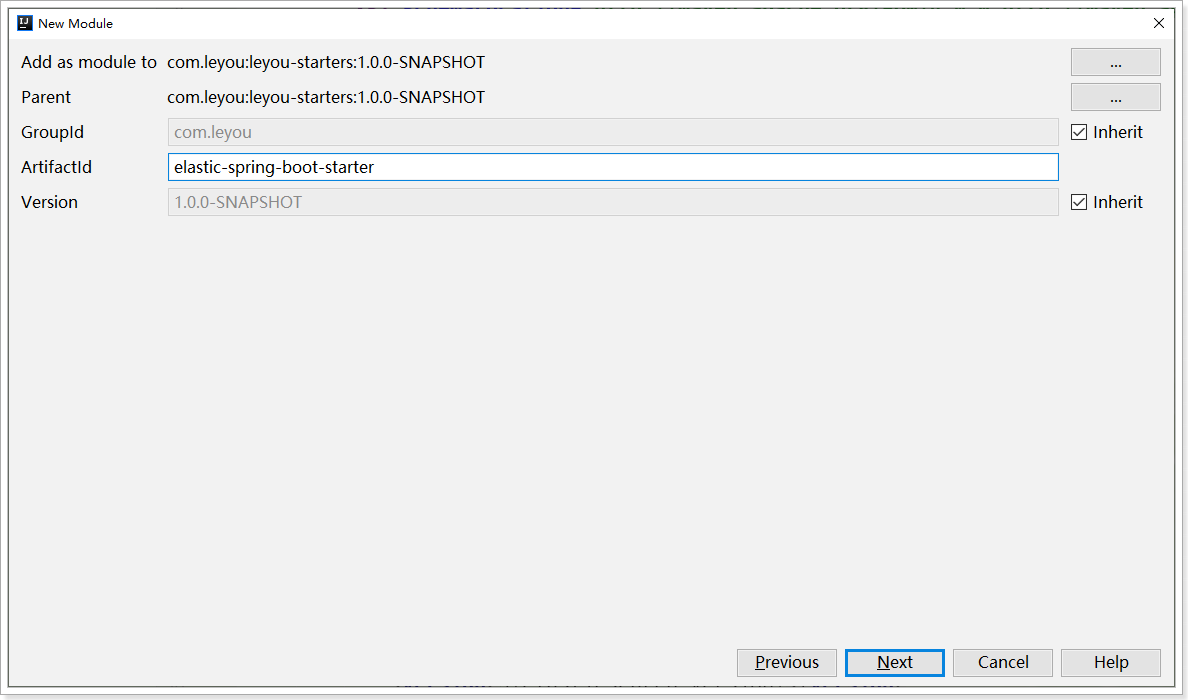 New Module
Add as module to com.leyou:leyou-starters:1.0.0-SNAPSHOT ...
Parent com.leyou:leyou-starters:1.0.0-SNAPSHOT ...
GroupId com.leyou Inherit
ArtifactId elastic-spring-boot-starter
Version 1.0.0-SNAPSHOT Inherit
Previous Next Cancel Help